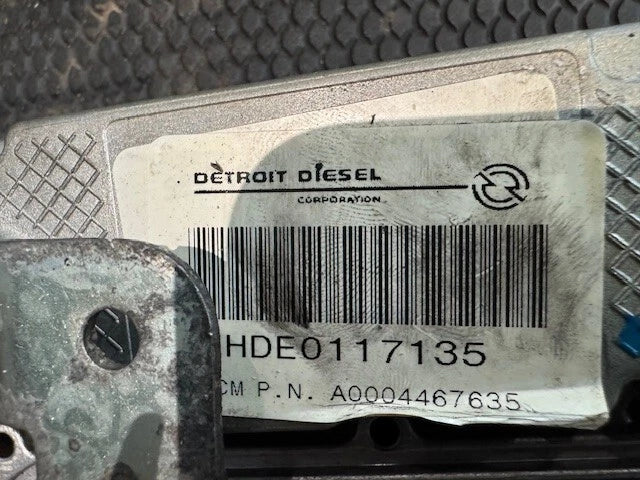 DETROIT DIESEL
CORPORATION
HDE0117135
CM P.N. A0004467635